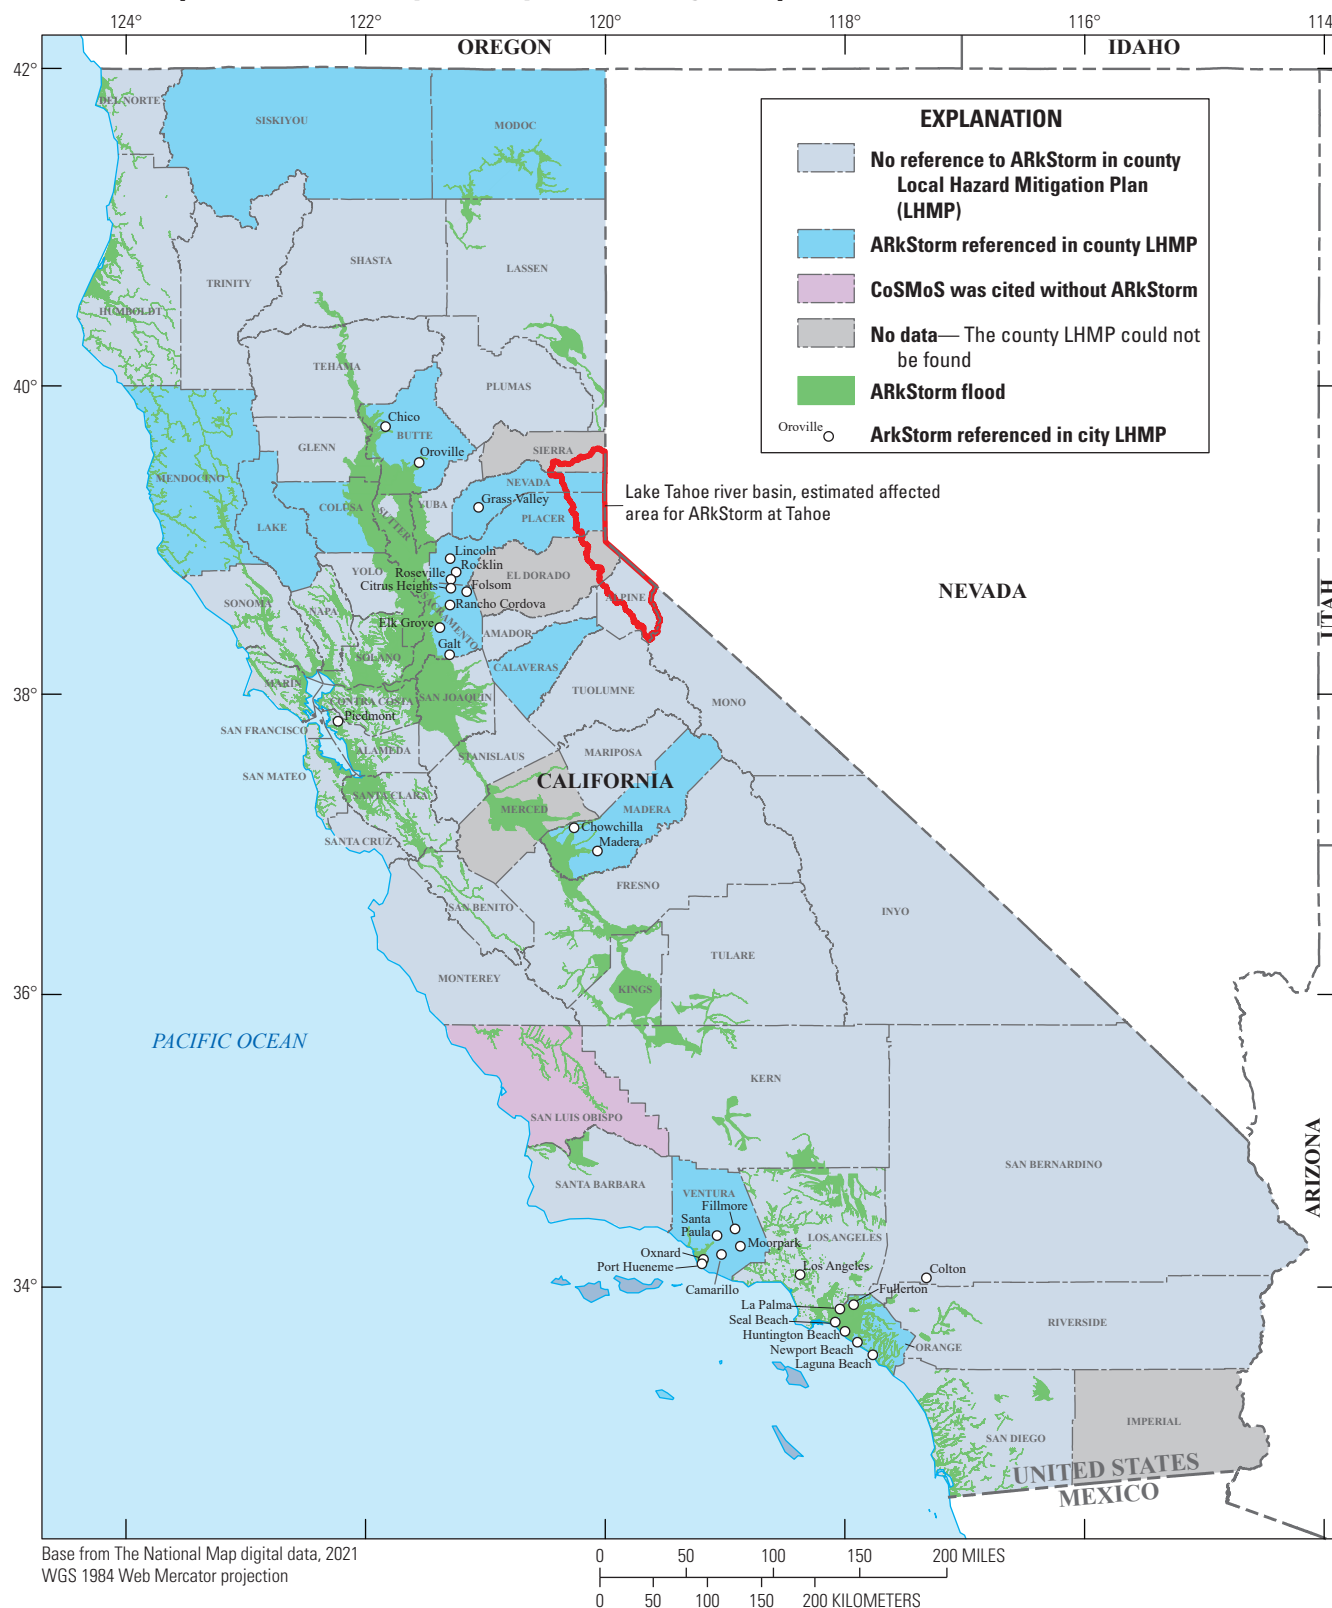 124°
122°
120°
118°
116°
114
OREGON
IDAHO
42°
40°
38°
36°
34°
EXPLANATION
No reference to ARkStorm in county
Local Hazard Mitigation Plan
(LHMP)
ARkStorm referenced in county LHMP
CoSMoS was cited without ARkStorm
No data— The county LHMP could not
be found
ARkStorm flood
Oroville
ArkStorm referenced in city LHMP
DEL NORTE
SISKIYOU
MODOC
TRINITY
SHASTA
LASSEN
HUMBOLDT
TEHAMA
PLUMAS
Chico
BUTTE
GLENN
Oroville
SIERRA
MENDOCINO
NEVADA
Grass Valley
YUBA
COLUSA
SUTTER
PLACER
LAKE
Lake Tahoe river basin, estimated affected
area for ARkStorm at Tahoe
Lincoln
Rocklin
YOLO
Roseville
EL DORADO
Citrus Heights
Folsom
NEVADA
UTAH
ALPINE
SONOMA
NAPA
Rancho Cordova
SACRAMENTO
Elk Grove
AMADOR
Galt
SOLANO
CALAVERAS
MARIN
TUOLUMNE
CONTRA COSTA
SAN JOAQUIN
MONO
Piedmont
SAN FRANCISCO
ALAMEDA
STANISLAUS
MARIPOSA
SAN MATEO
CALIFORNIA
SANTA CLARA
MERCED
MADERA
Chowchilla
SANTA CRUZ
Madera
FRESNO
SAN BENITO
INYO
TULARE
MONTEREY
KINGS
PACIFIC OCEAN
KERN
SAN LUIS OBISPO
ARIZONA
SAN BERNARDINO
SANTA BARBARA
VENTURA
Fillmore
Santa
Paula
Moorpark
LOS ANGELES
Oxnard
Port Hueneme
Los Angeles
Colton
Camarillo
Fullerton
La Palma
Seal Beach
RIVERSIDE
Huntington Beach
Newport Beach
ORANGE
Laguna Beach
IMPERIAL
SAN DIEGO
UNITED STATES
MEXICO
Base from The National Map digital data, 2021
WGS 1984 Web Mercator projection
0 50 100 150 200 MILES
0 50 100 150 200 KILOMETERS